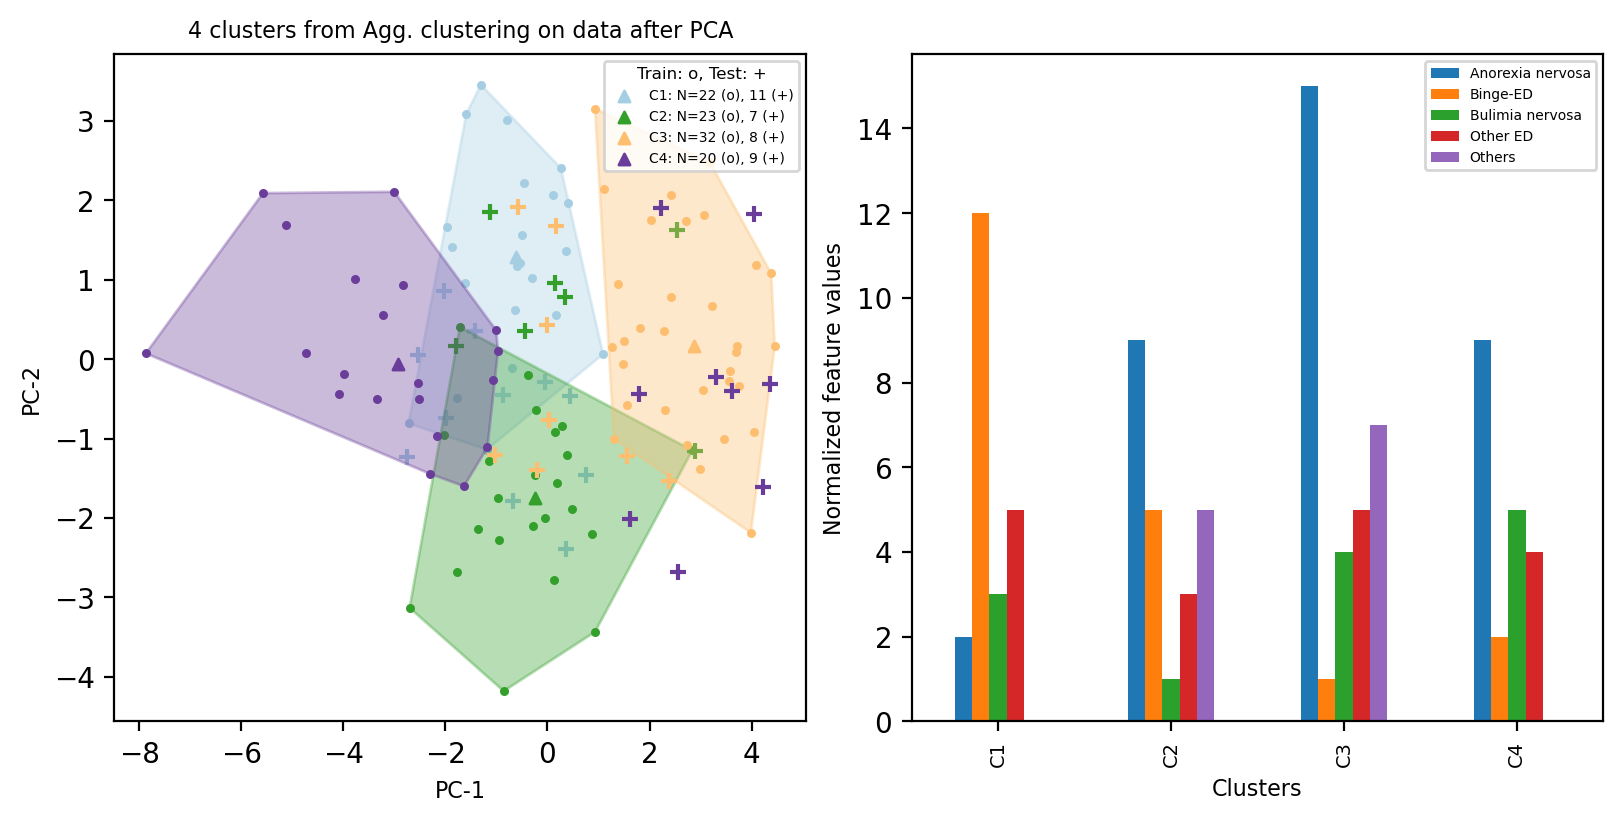 4 clusters from Agg. clustering on data after PCA
Train: o, Test: +
C1: N=22 (o), 11 (+)
C2: N=23 (o), 7 (+)
C3: N=32 (o), 8 (+)
C4: N=20 (o), 9 (+)
3
2
1
0
−1
−2
−3
−4
PC-2
−8
−6
−4
−2
0
2
4
PC-1
Anorexia nervosa
Binge-ED
Bulimia nervosa
Other ED
Others
14
12
10
8
6
4
2
0
Normalized feature values
C1
C2
C3
C4
Clusters